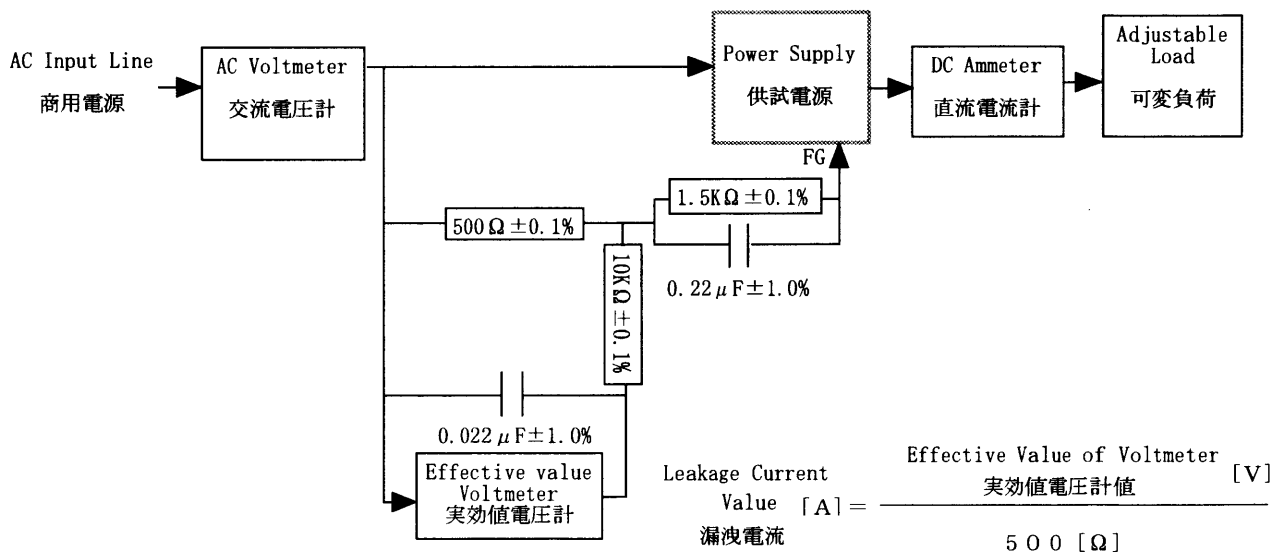 AC Input Line
商用電源
AC Voltmeter
交流電圧計
Power Supply
供試電源
DC Ammeter
直流電流計
Adjustable
Load
可変負荷
FG
1.5KΩ±0.1%
500Ω±0.1%
0.22μF±1.0%
10KΩ±0.1%
0.022μF±1.0%
Effective value
Voltmeter
実効値電圧計
Leakage Current
Value [A]=
漏洩電流
Effective Value of Voltmeter
実効値電圧計値 [V]
500[Ω]